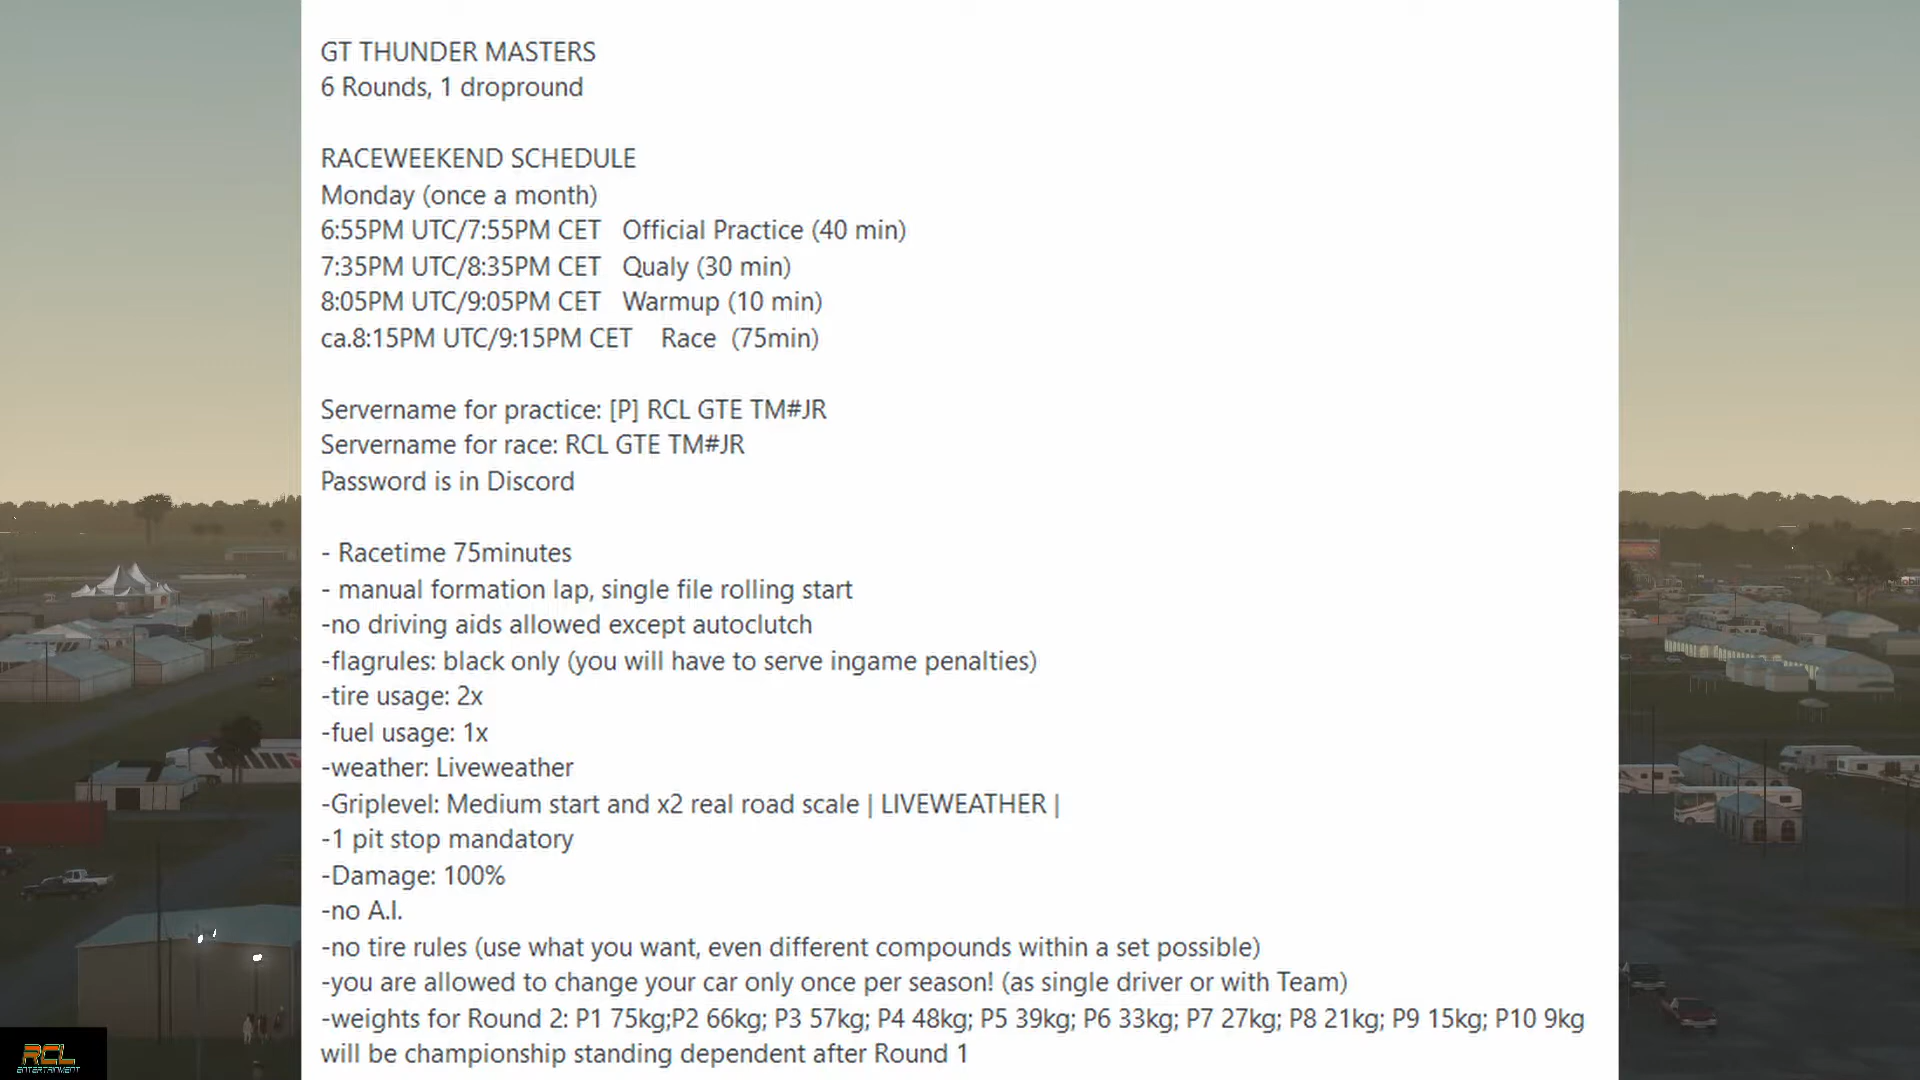 GT THUNDER MASTERS
6 Rounds, 1 dropround
RACEWEEKEND SCHEDULE
Monday (once a month)
6:55PM UTC/7:55PM CET Official Practice (40 min)
7:35PM UTC/8:35PM CET Qualy (30 min)
8:05PM UTC/9:05PM CET Warmup (10 min)
ca.8:15PM UTC/9:15PM CET Race (75min)
Servername for practice: [P] RCL GTE TM#JR
Servername for race: RCL GTE TM#JR
Password is in Discord
- Racetime 75minutes
- manual formation lap, single file rolling start
-no driving aids allowed except autoclutch
-flagrules: black only (you will have to serve ingame penalties)
-tire usage: 2x
-fuel usage: 1x
-weather: Liveweather
-Griplevel: Medium start and x2 real road scale | LIVEWEATHER |
-1 pit stop mandatory
-Damage: 100%
-no A.I.
-no tire rules (use what you want, even different compounds within a set possible)
-you are allowed to change your car only once per season! (as single driver or with Team)
-weights for Round 2: P1 75kg;P2 66kg; P3 57kg; P4 48kg; P5 39kg; P6 33kg; P7 27kg; P8 21kg; P9 15kg; P10 9kg
will be championship standing dependent after Round 1
RCL
ENTERTAINMENT